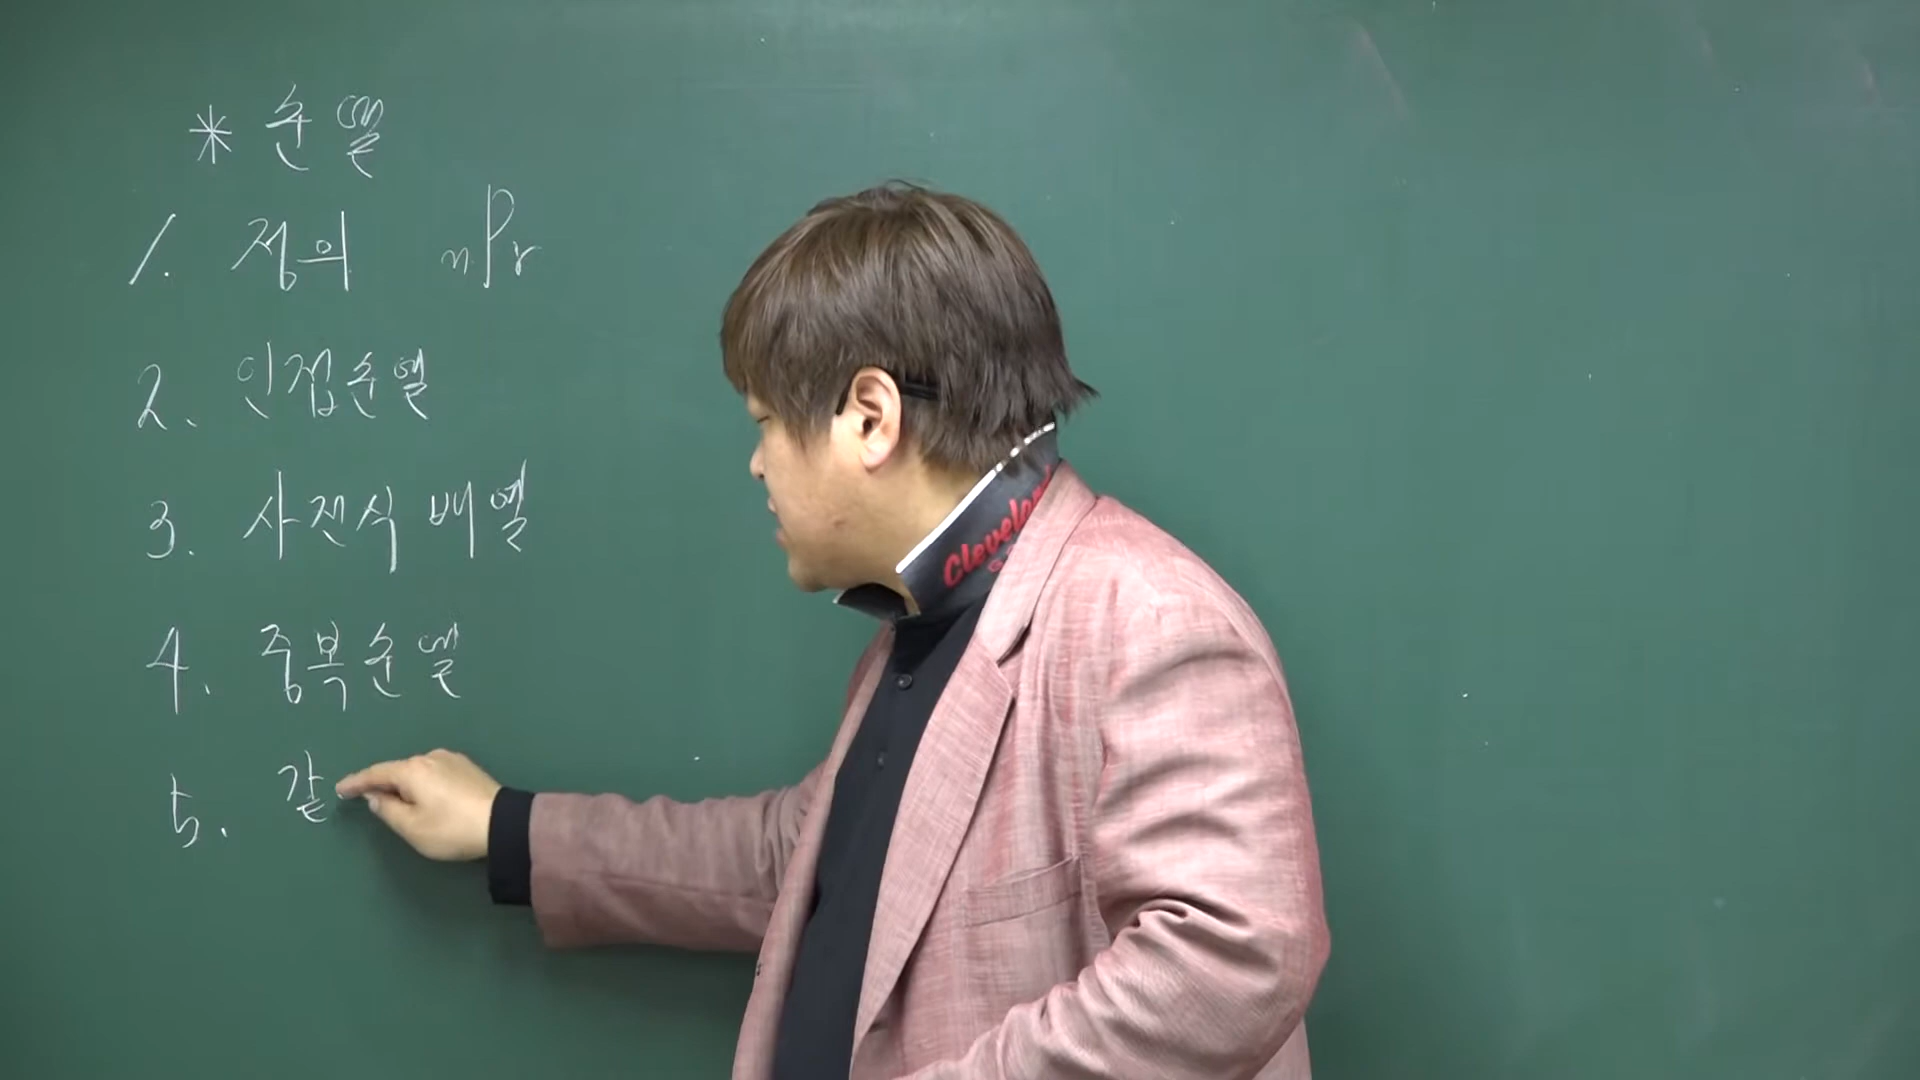 * 순열
1. 정의 nPr
2. 인접순열
3. 사전식 배열
4. 중복순열
5. 같
Cleveland